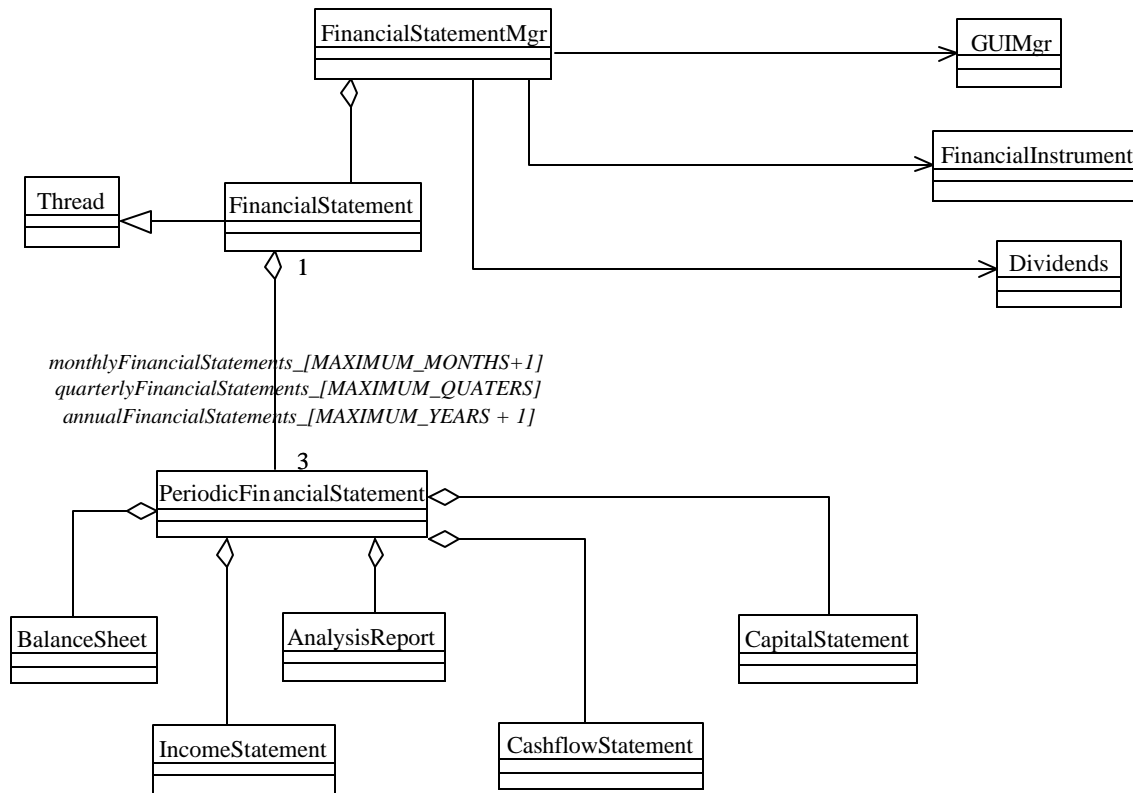 FinancialStatementMgr
GUIMgr
FinancialInstrument
Thread
FinancialStatement
Dividends
1
monthlyFinancialStatements_[MAXIMUM_MONTHS+1]
quarterlyFinancialStatements_[MAXIMUM_QUATERS]
annualFinancialStatements_[MAXIMUM_YEARS + 1]
3
PeriodicFinancialStatement
BalanceSheet
AnalysisReport
CapitalStatement
IncomeStatement
CashflowStatement